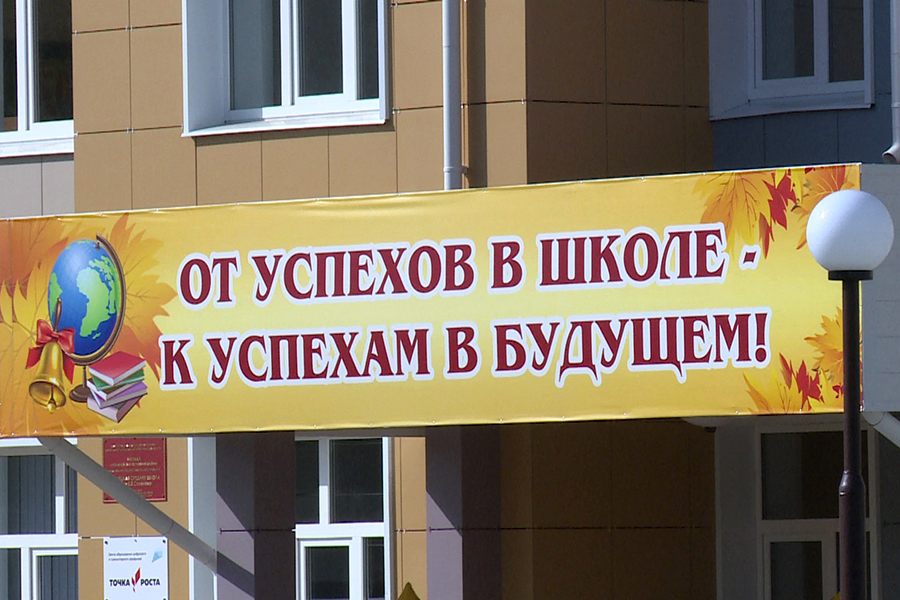 ОТ УСПЕХОВ В ШКОЛЕ -
К УСПЕХАМ В БУДУЩЕМ!
ТОЧКА РОСТА